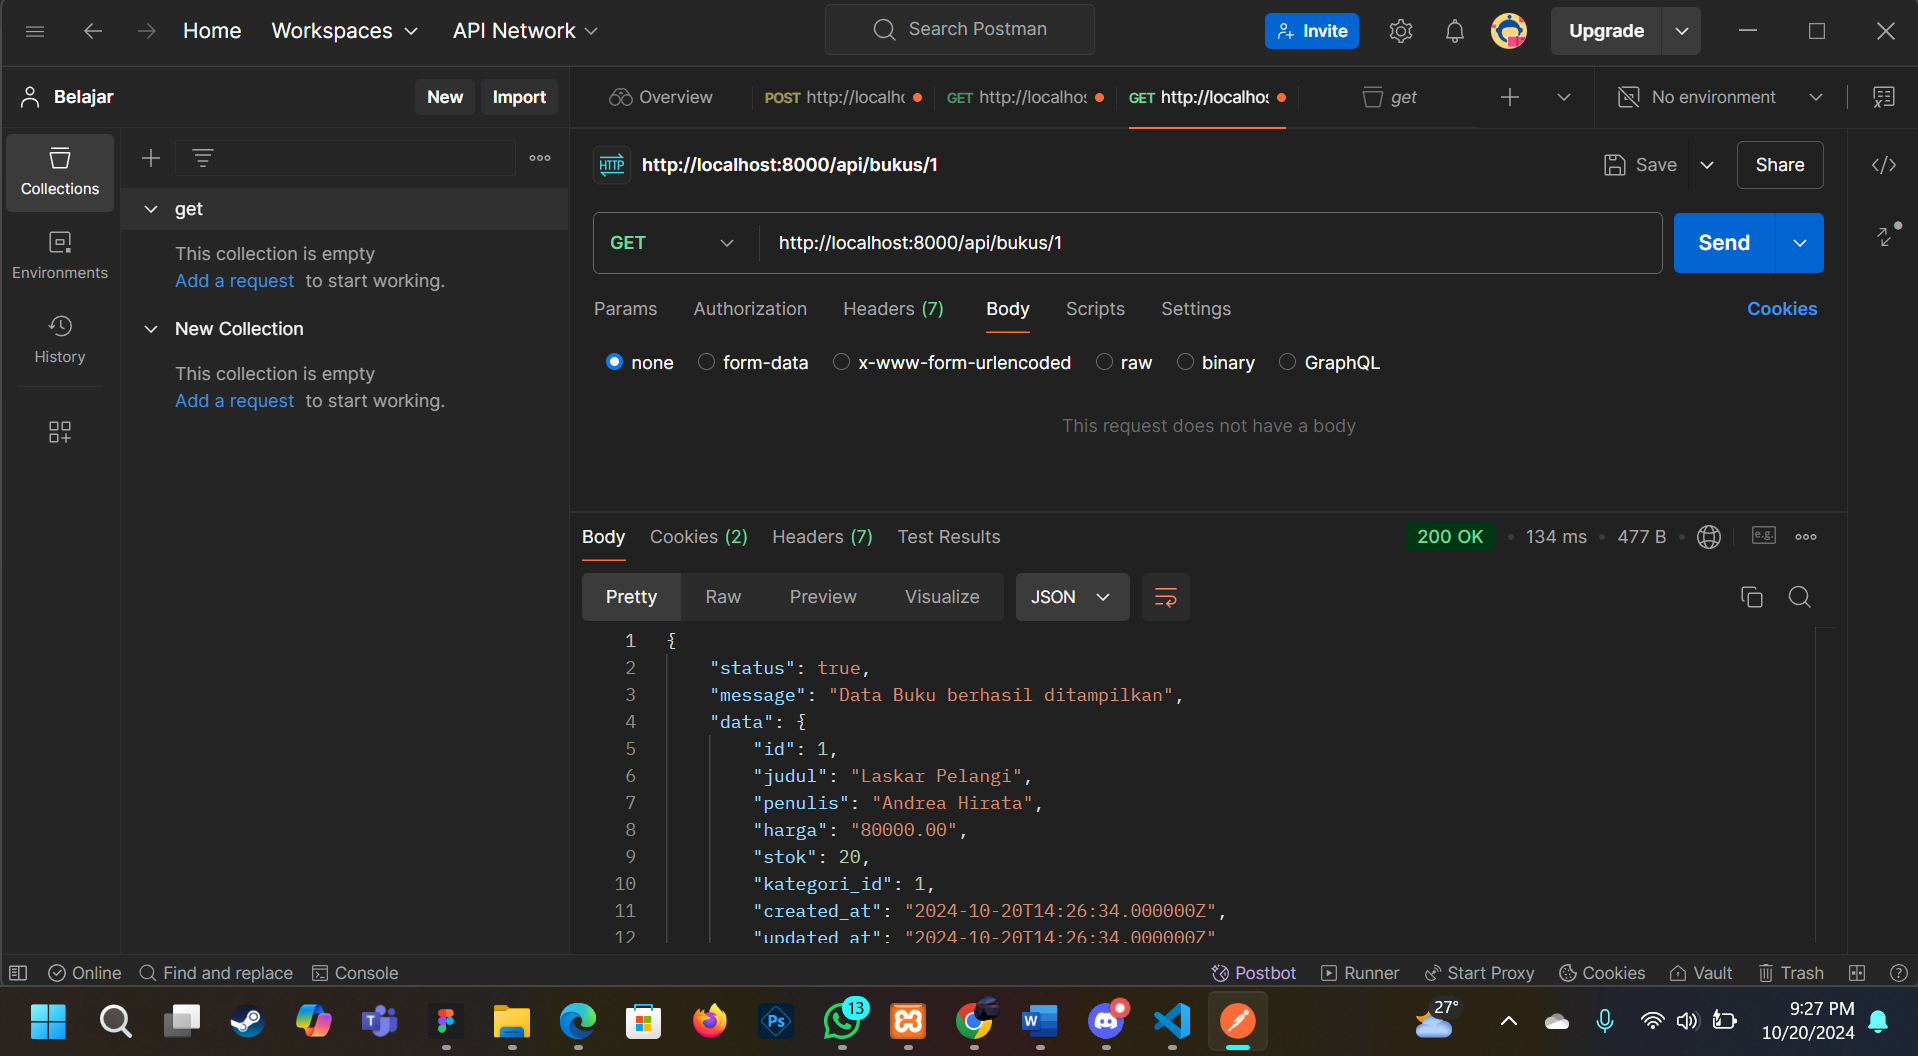 Home Workspaces API Network Search Postman Invite Upgrade
Belajar New Import
Overview POST http://localhc GET http://localhos GET http://localhos get No environment
Collections
Environments
History
get
This collection is empty
Add a request to start working.
New Collection
This collection is empty
Add a request to start working.
HTTP http://localhost:8000/api/bukus/1 Save Share
GET http://localhost:8000/api/bukus/1 Send
Params Authorization Headers (7) Body Scripts Settings Cookies
none form-data x-www-form-urlencoded raw binary GraphQL
This request does not have a body
Body Cookies (2) Headers (7) Test Results 200 OK 134 ms 477 B e.g.
Pretty Raw Preview Visualize JSON
1 {
2 "status": true,
3 "message": "Data Buku berhasil ditampilkan",
4 "data": {
5 "id": 1,
6 "judul": "Laskar Pelangi",
7 "penulis": "Andrea Hirata",
8 "harga": "80000.00",
9 "stok": 20,
10 "kategori_id": 1,
11 "created_at": "2024-10-20T14:26:34.000000Z",
12 "updated_at": "2024-10-20T14:26:34.000000Z"
Online Find and replace Console Postbot Runner Start Proxy Cookies Vault Trash
Ps 13 W 27° 9:27 PM
10/20/2024